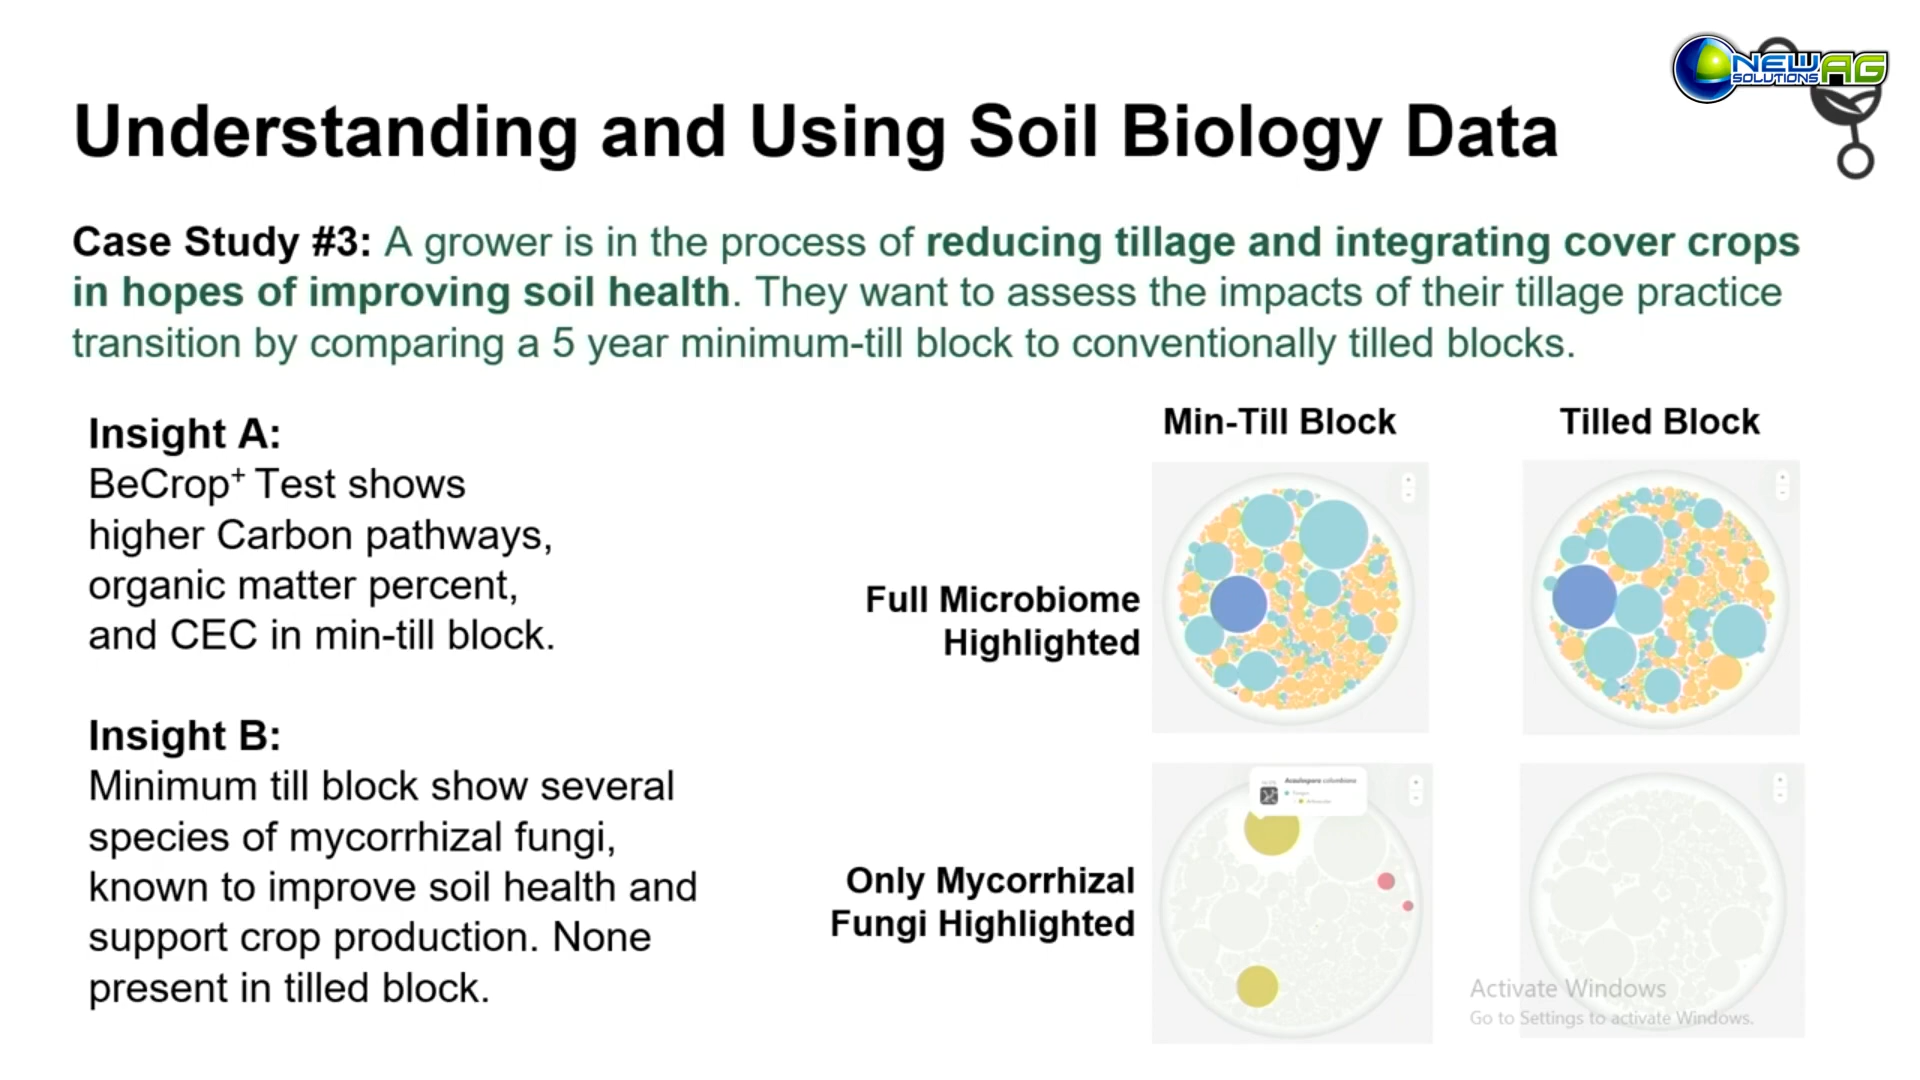 NEW AG
SOLUTIONS
Understanding and Using Soil Biology Data
Case Study #3: A grower is in the process of reducing tillage and integrating cover crops
in hopes of improving soil health. They want to assess the impacts of their tillage practice
transition by comparing a 5 year minimum-till block to conventionally tilled blocks.
Insight A:
BeCrop+ Test shows
higher Carbon pathways,
organic matter percent,
and CEC in min-till block.
Insight B:
Minimum till block show several
species of mycorrhizal fungi,
known to improve soil health and
support crop production. None
present in tilled block.
Min-Till Block
Tilled Block
Full Microbiome
Highlighted
Only Mycorrhizal
Fungi Highlighted
Acaulospora colombiana
Activate Windows
Go to Settings to activate Windows.